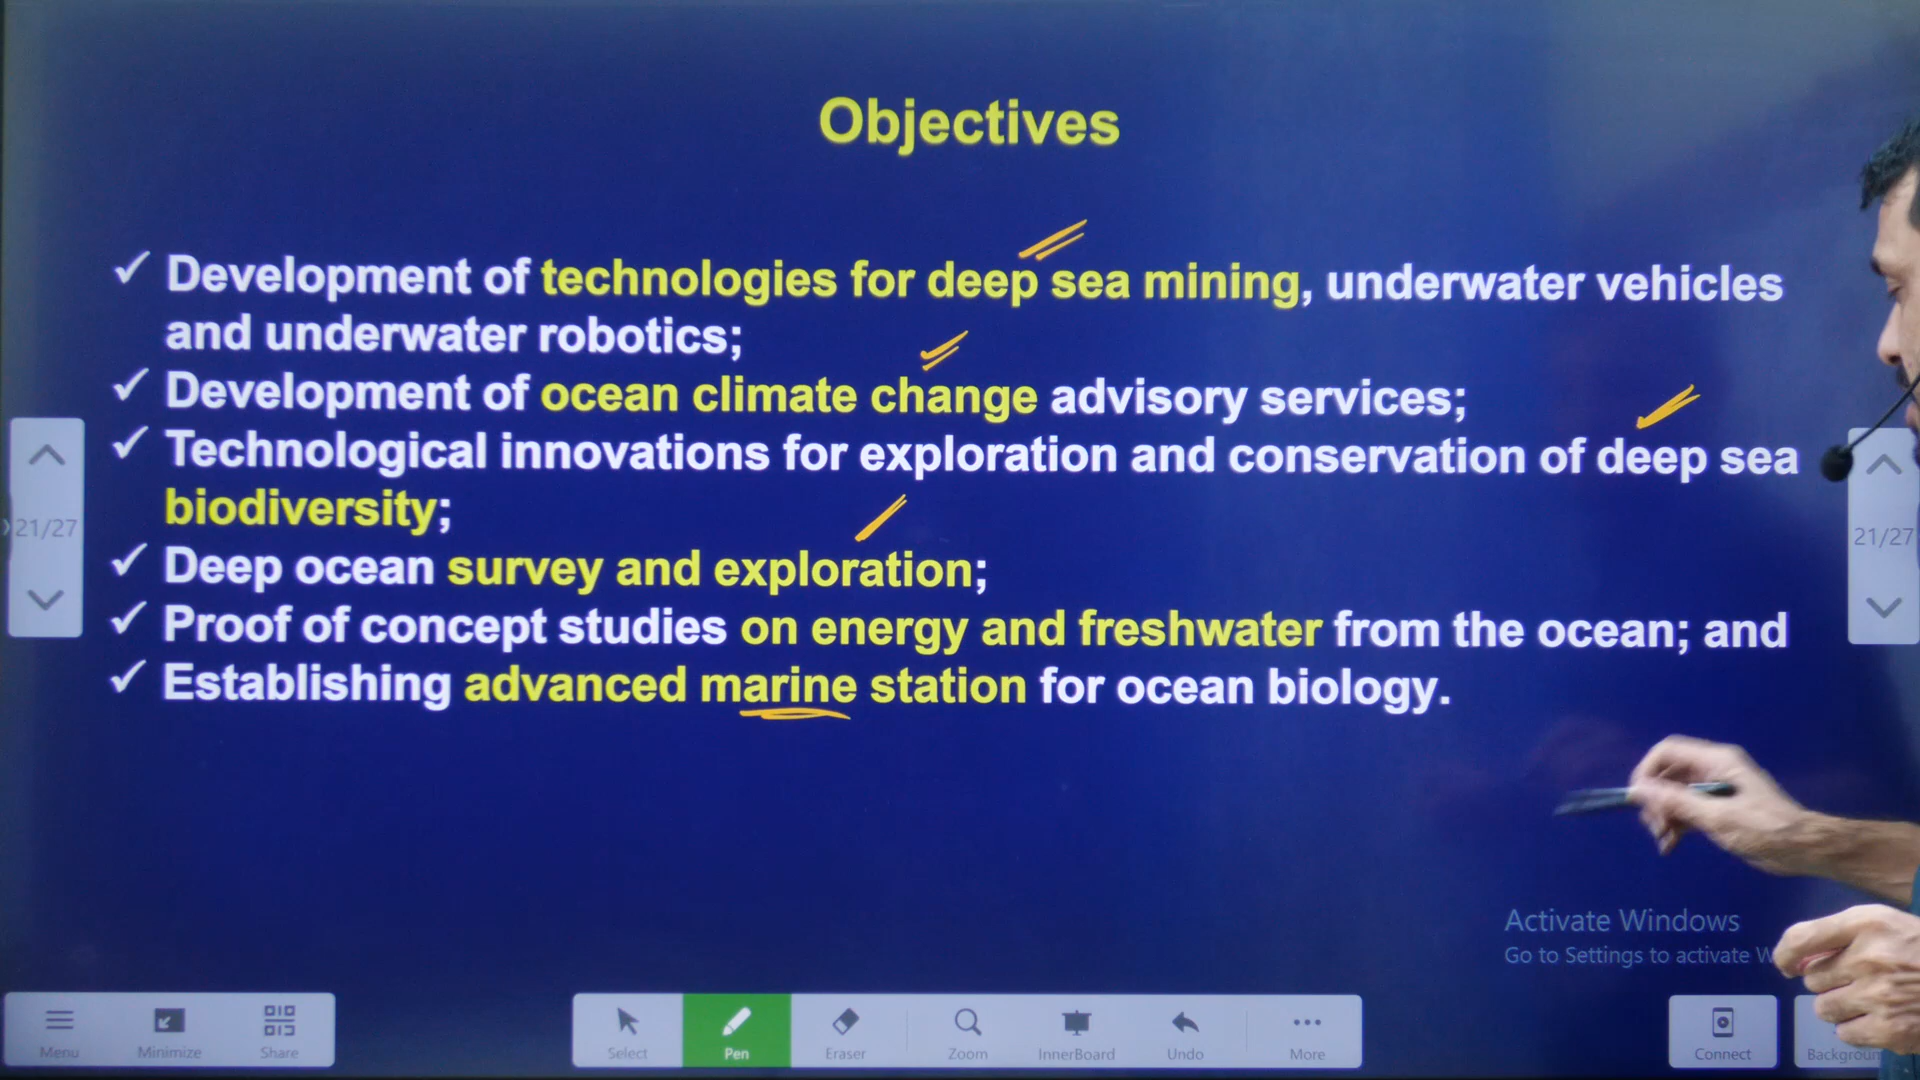 Objectives
✓ Development of technologies for deep sea mining, underwater vehicles
and underwater robotics;
✓ Development of ocean climate change advisory services;
✓ Technological innovations for exploration and conservation of deep sea
biodiversity;
✓ Deep ocean survey and exploration;
✓ Proof of concept studies on energy and freshwater from the ocean; and
✓ Establishing advanced marine station for ocean biology.
21/27
21/27
Activate Windows
Go to Settings to activate W
Menu Minimize Share Select Pen Eraser Zoom InnerBoard Undo More Connect Backgroun